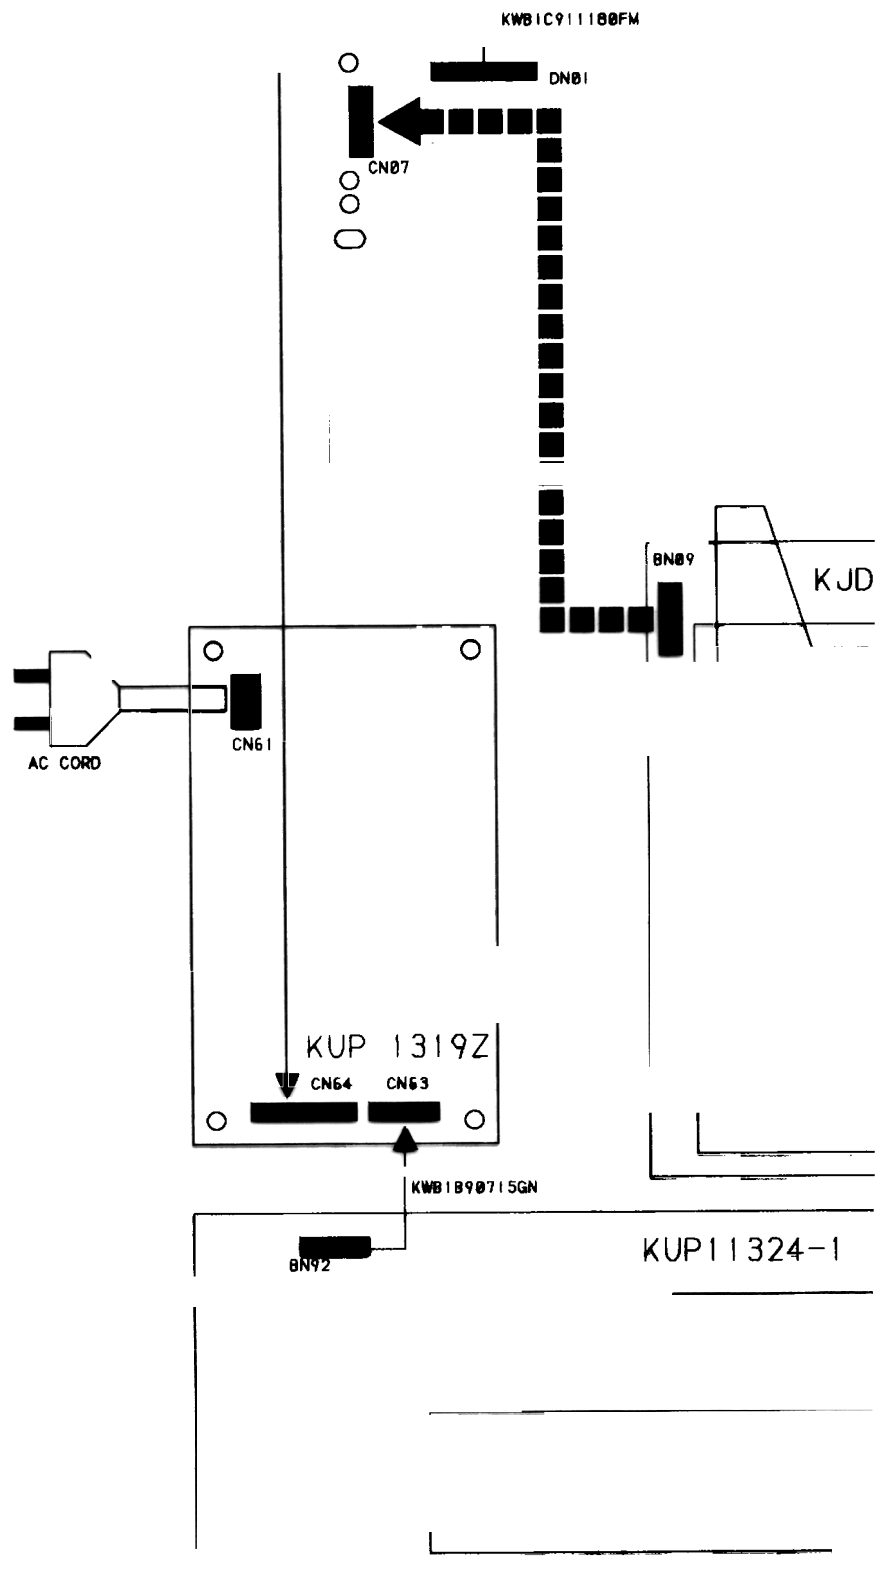 KWB1C911180FM
DN01
CN07
BN09
KJD
CN61
AC CORD
KUP 1319Z
CN64
CN63
KWB1B90715GN
BN92
KUP11324-1